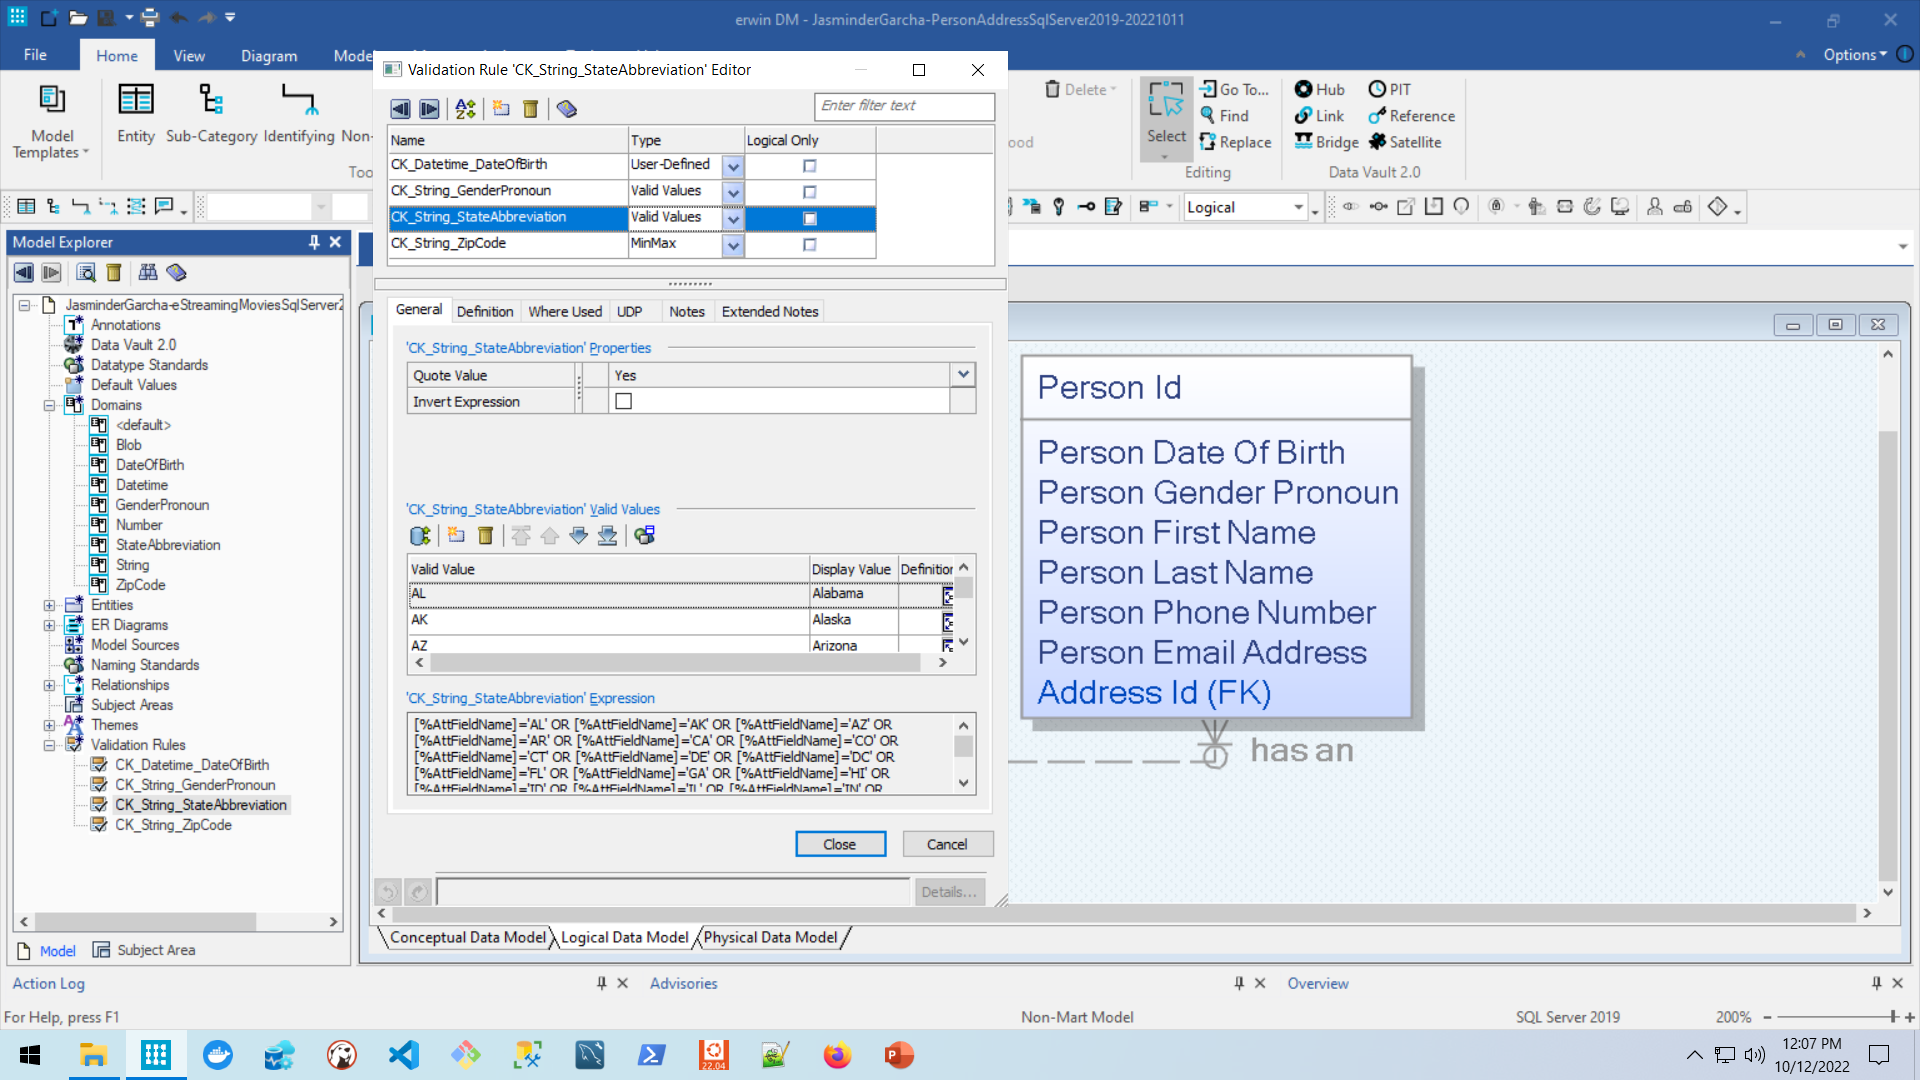 erwin DM - JasminderGarcha-PersonAddressSqlServer2019-20221011
File
Home
View
Diagram
Options
Validation Rule 'CK_String_StateAbbreviation' Editor
Model
Templates
Entity
Sub-Category
Identifying
Enter filter text
Delete
Select
Go To...
Find
Replace
Editing
Hub
Link
Bridge
PIT
Reference
Satellite
Data Vault 2.0
Name
Type
Logical Only
CK_Datetime_DateOfBirth
User-Defined
CK_String_GenderPronoun
Valid Values
CK_String_StateAbbreviation
Valid Values
CK_String_ZipCode
MinMax
Logical
Model Explorer
JasminderGarcha-eStreamingMoviesSqlServer2
Annotations
Data Vault 2.0
Datatype Standards
Default Values
Domains
<default>
Blob
DateOfBirth
Datetime
GenderPronoun
Number
StateAbbreviation
String
ZipCode
Entities
ER Diagrams
Model Sources
Naming Standards
Relationships
Subject Areas
Themes
Validation Rules
CK_Datetime_DateOfBirth
CK_String_GenderPronoun
CK_String_StateAbbreviation
CK_String_ZipCode
Model
Subject Area
General
Definition
Where Used
UDP
Notes
Extended Notes
'CK_String_StateAbbreviation' Properties
Quote Value
Yes
Invert Expression
'CK_String_StateAbbreviation' Valid Values
Valid Value
Display Value
Definition
AL
Alabama
AK
Alaska
AZ
Arizona
'CK_String_StateAbbreviation' Expression
[%AttFieldName]='AL' OR [%AttFieldName]='AK' OR [%AttFieldName]='AZ' OR
[%AttFieldName]='AR' OR [%AttFieldName]='CA' OR [%AttFieldName]='CO' OR
[%AttFieldName]='CT' OR [%AttFieldName]='DE' OR [%AttFieldName]='DC' OR
[%AttFieldName]='FL' OR [%AttFieldName]='GA' OR [%AttFieldName]='HI' OR
[%AttFieldName]='ID' OR [%AttFieldName]='IL' OR [%AttFieldName]='IN' OR
Close
Cancel
Details...
Person Id
Person Date Of Birth
Person Gender Pronoun
Person First Name
Person Last Name
Person Phone Number
Person Email Address
Address Id (FK)
has an
Conceptual Data Model
Logical Data Model
Physical Data Model
Action Log
Advisories
Overview
For Help, press F1
Non-Mart Model
SQL Server 2019
200%
22.04
12:07 PM
10/12/2022